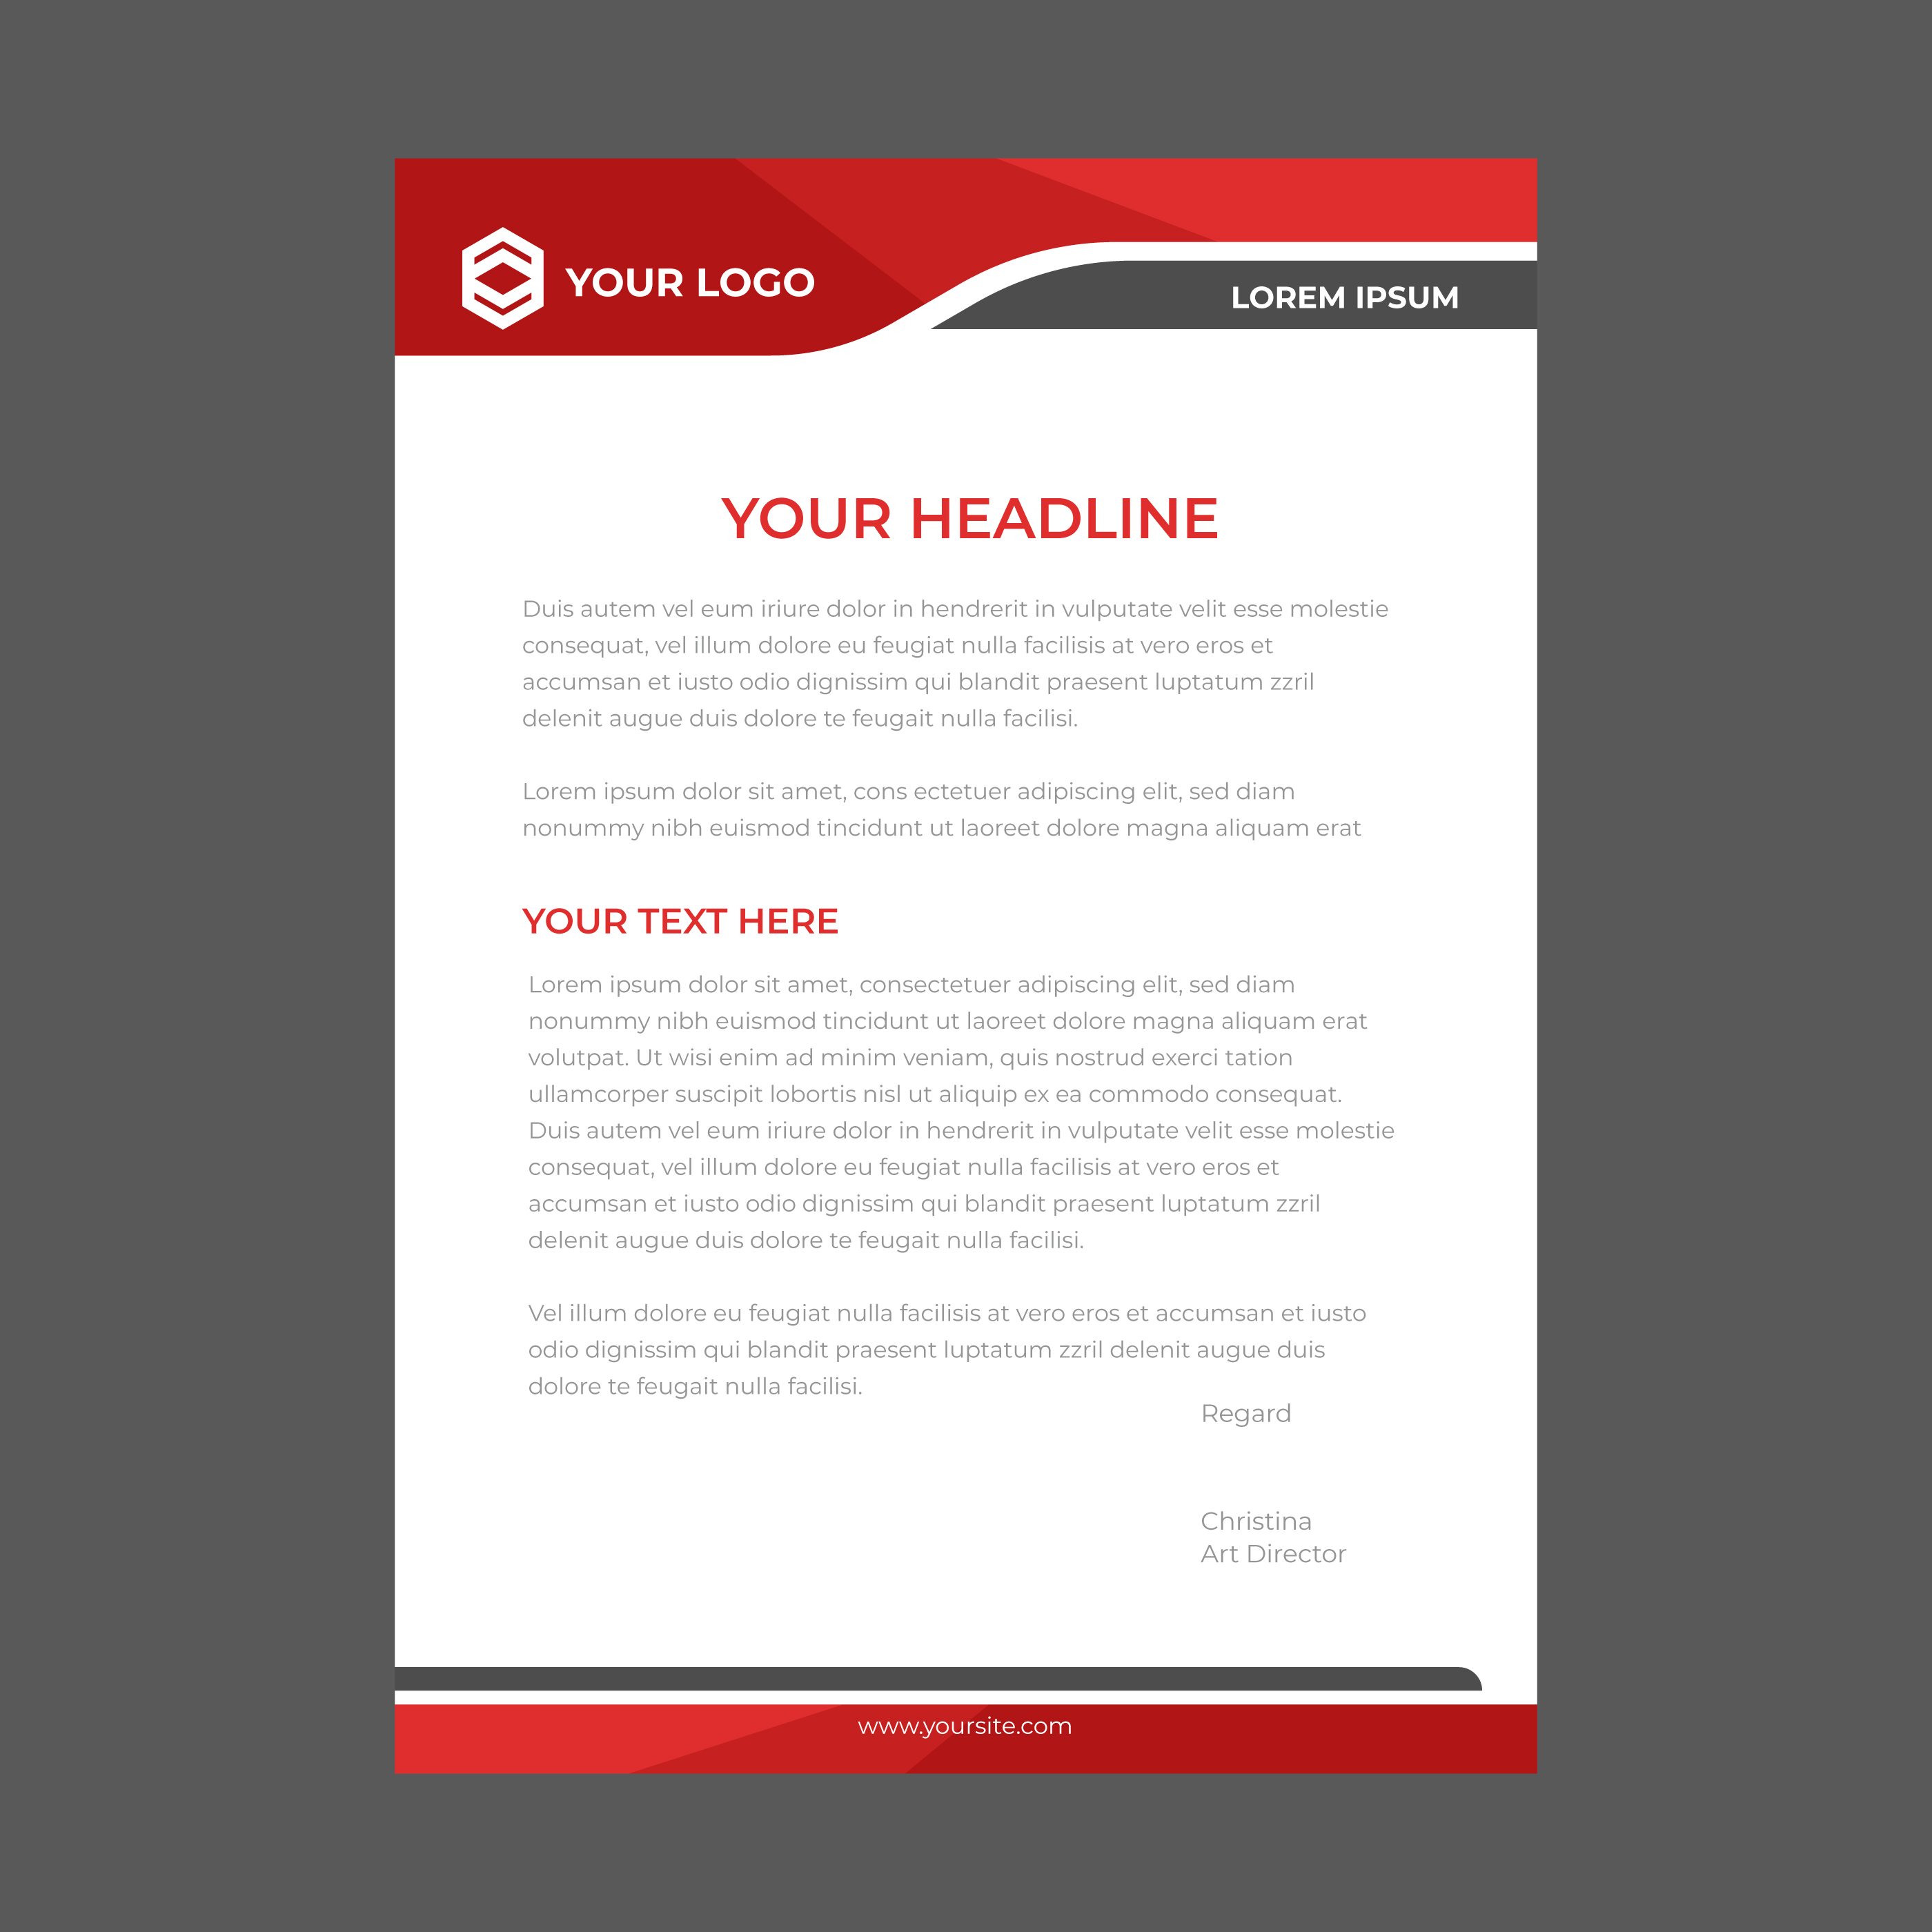 YOUR LOGO
LOREM IPSUM
YOUR HEADLINE
Duis autem vel eum iriure dolor in hendrerit in vulputate velit esse molestie
consequat, vel illum dolore eu feugiat nulla facilisis at vero eros et
accumsan et iusto odio dignissim qui blandit praesent luptatum zzril
delenit augue duis dolore te feugait nulla facilisi.
Lorem ipsum dolor sit amet, cons ectetuer adipiscing elit, sed diam
nonummy nibh euismod tincidunt ut laoreet dolore magna aliquam erat
YOUR TEXT HERE
Lorem ipsum dolor sit amet, consectetuer adipiscing elit, sed diam
nonummy nibh euismod tincidunt ut laoreet dolore magna aliquam erat
volutpat. Ut wisi enim ad minim veniam, quis nostrud exerci tation
ullamcorper suscipit lobortis nisl ut aliquip ex ea commodo consequat.
Duis autem vel eum iriure dolor in hendrerit in vulputate velit esse molestie
consequat, vel illum dolore eu feugiat nulla facilisis at vero eros et
accumsan et iusto odio dignissim qui blandit praesent luptatum zzril
delenit augue duis dolore te feugait nulla facilisi.
Vel illum dolore eu feugiat nulla facilisis at vero eros et accumsan et iusto
odio dignissim qui blandit praesent luptatum zzril delenit augue duis
dolore te feugait nulla facilisi.
Regard
Christina
Art Director
www.yoursite.com